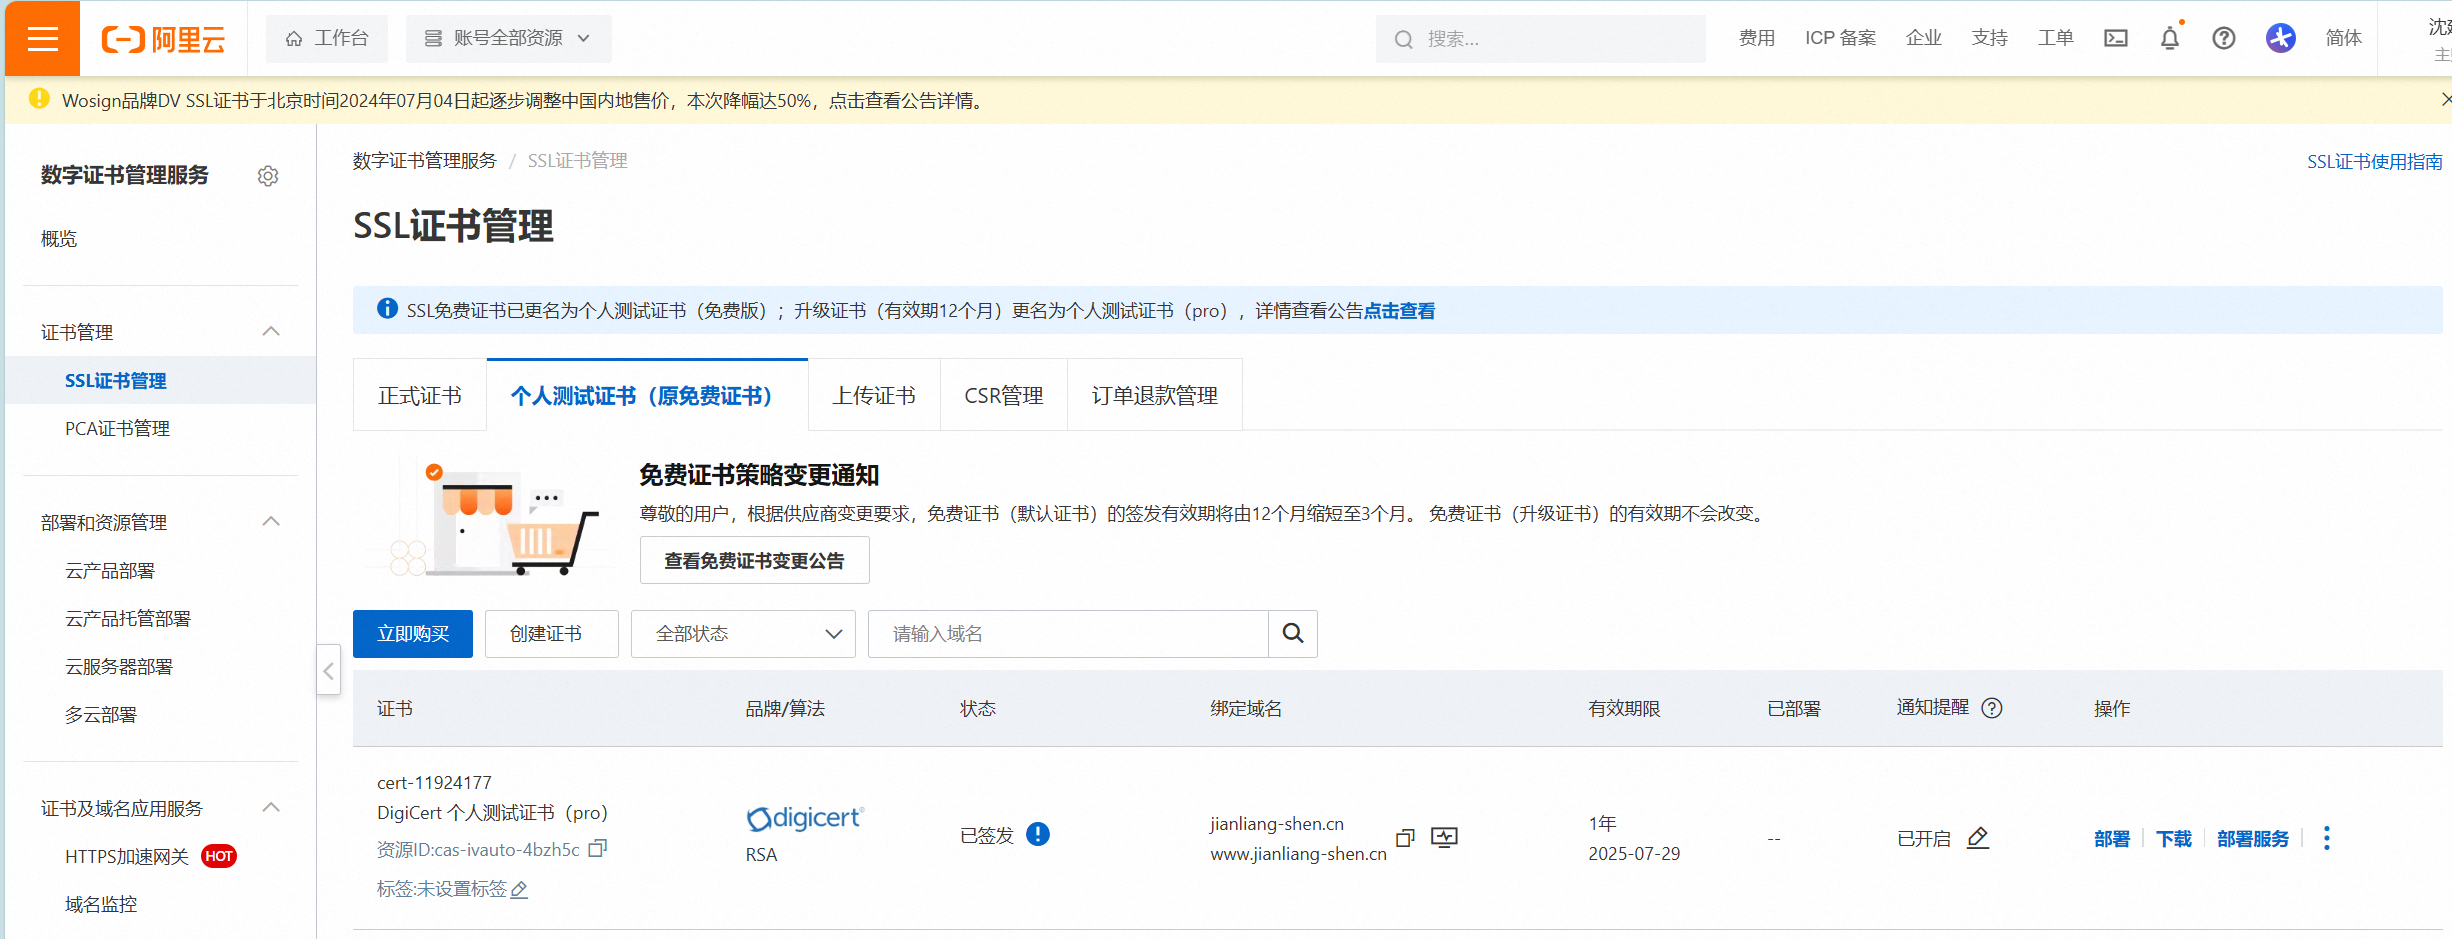 阿里云
工作台
账号全部资源
搜索...
费用
ICP 备案
企业
支持
工单
简体
Wosign品牌DV SSL证书于北京时间2024年07月04日起逐步调整中国内地售价，本次降幅达50%，点击查看公告详情。
数字证书管理服务
概览
证书管理
SSL证书管理
PCA证书管理
部署和资源管理
云产品部署
云产品托管部署
云服务器部署
多云部署
证书及域名应用服务
HTTPS加速网关 HOT
域名监控
数字证书管理服务 / SSL证书管理
SSL证书使用指南
SSL证书管理
SSL免费证书已更名为个人测试证书（免费版）；升级证书（有效期12个月）更名为个人测试证书（pro），详情查看公告点击查看
正式证书
个人测试证书（原免费证书）
上传证书
CSR管理
订单退款管理
免费证书策略变更通知
尊敬的用户，根据供应商变更要求，免费证书（默认证书）的签发有效期将由12个月缩短至3个月。 免费证书（升级证书）的有效期不会改变。
查看免费证书变更公告
立即购买
创建证书
全部状态
请输入域名
证书
品牌/算法
状态
绑定域名
有效期限
已部署
通知提醒
操作
cert-11924177
DigiCert 个人测试证书（pro）
资源ID:cas-ivauto-4bzh5c
标签:未设置标签
digicert
RSA
已签发
jianliang-shen.cn
www.jianliang-shen.cn
1年
2025-07-29
--
已开启
部署
下载
部署服务